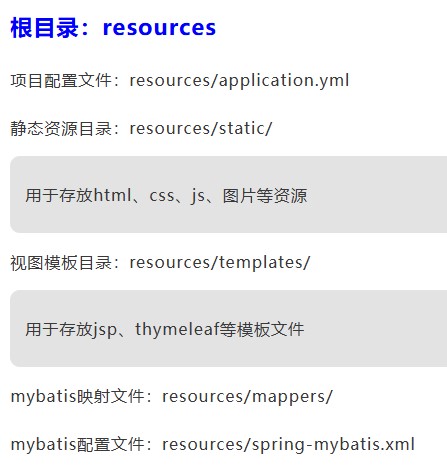 根目录：resources
项目配置文件：resources/application.yml
静态资源目录：resources/static/
用于存放html、css、js、图片等资源
视图模板目录：resources/templates/
用于存放jsp、thymeleaf等模板文件
mybatis映射文件：resources/mappers/
mybatis配置文件：resources/spring-mybatis.xml